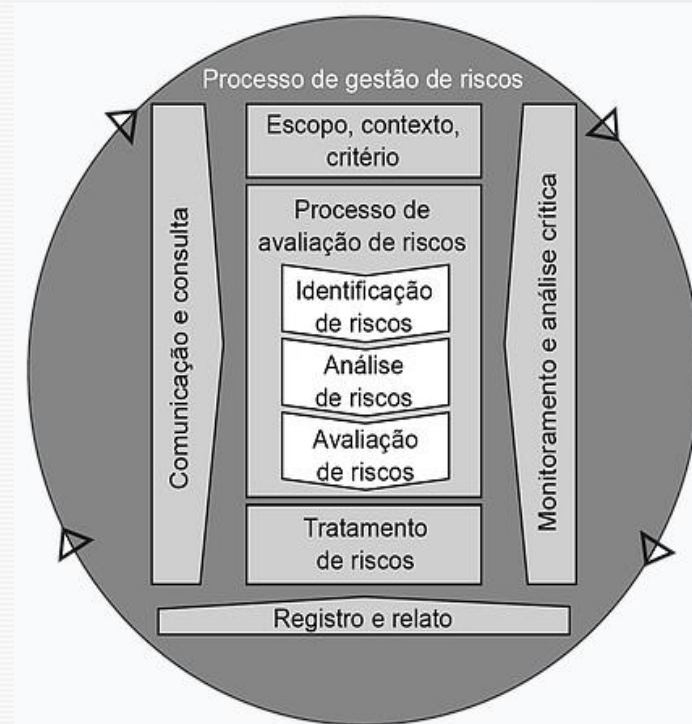 Processo de gestão de riscos
Escopo, contexto,
critério
Processo de
avaliação de riscos
Identificação
de riscos
Análise
de riscos
Avaliação
de riscos
Tratamento
de riscos
Comunicação e consulta
Monitoramento e análise crítica
Registro e relato